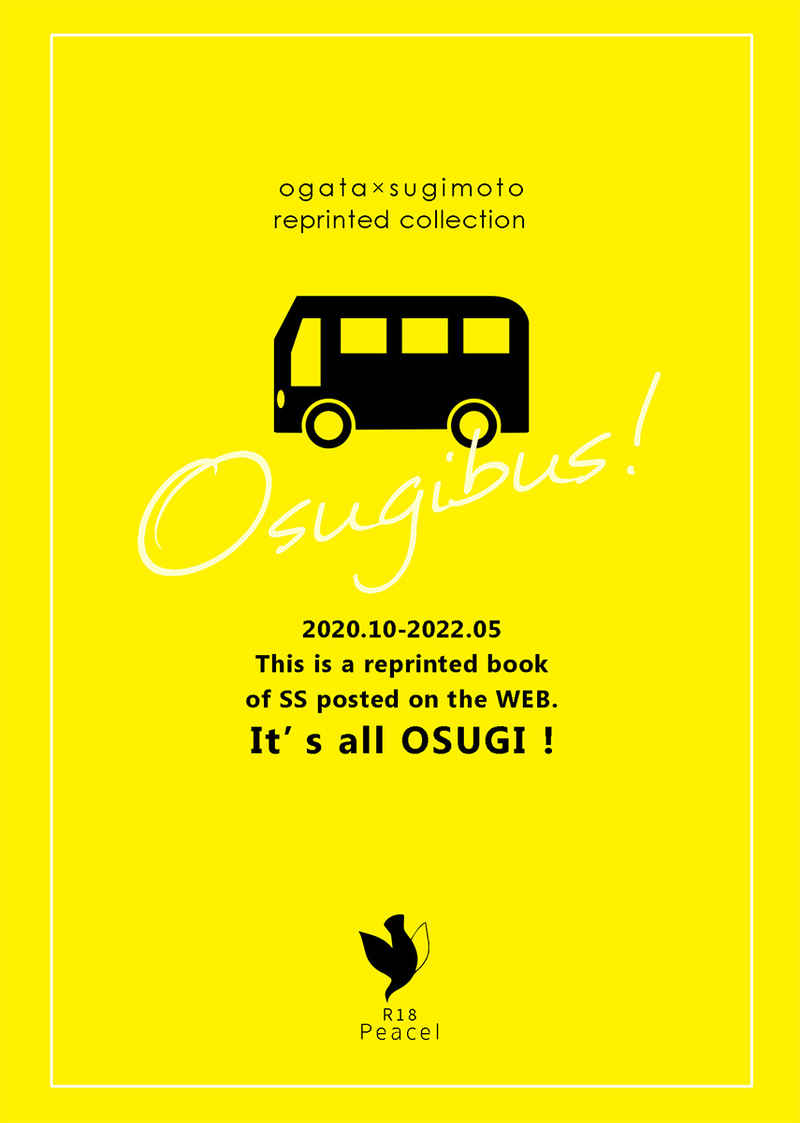 ogata×sugimoto
reprinted collection
Osugibus!
2020.10-2022.05
This is a reprinted book
of SS posted on the WEB.
It’s all OSUGI !
R18
Peacel